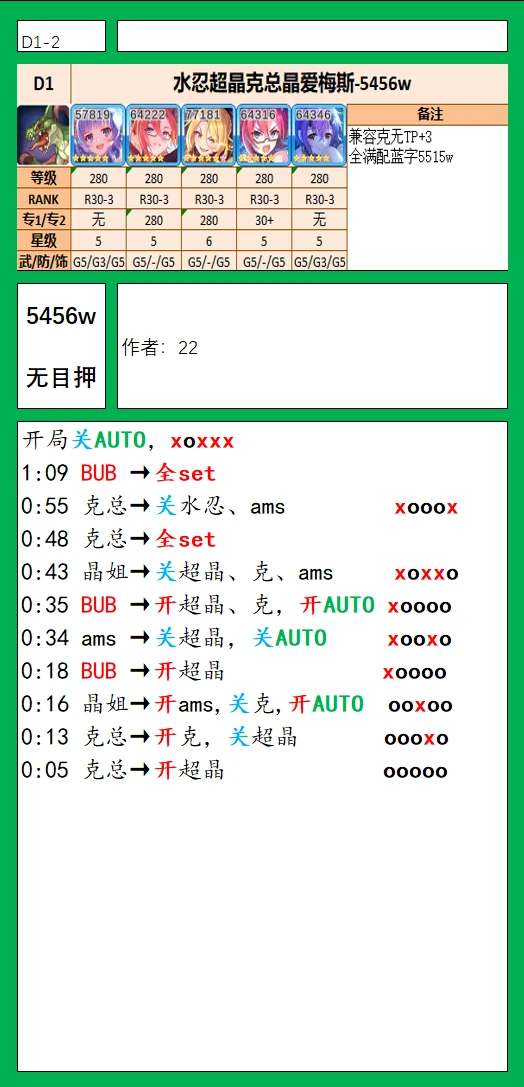 D1-2
D1 水忍超晶克总晶爱梅斯-5456w
57819 64222 77181 64316 64346 备注
兼容克无TP+3
全满配蓝字5515w
等级 280 280 280 280 280
RANK R30-3 R30-3 R30-3 R30-3 R30-3
专1/专2 无 280 280 30+ 无
星级 5 5 6 5 5
武/防/饰 G5/G3/G5 G5/-/G5 G5/-/G5 G5/-/G5 G5/G3/G5
5456w
无目押
作者：22
开局关AUTO，xoxxx
1:09 BUB →全set
0:55 克总→关水忍、ams xooox
0:48 克总→全set
0:43 晶姐→关超晶、克、ams xoxxo
0:35 BUB →开超晶、克，开AUTO xoooo
0:34 ams →关超晶，关AUTO xooxo
0:18 BUB →开超晶 xoooo
0:16 晶姐→开ams,关克,开AUTO ooxoo
0:13 克总→开克，关超晶 oooxo
0:05 克总→开超晶 ooooo